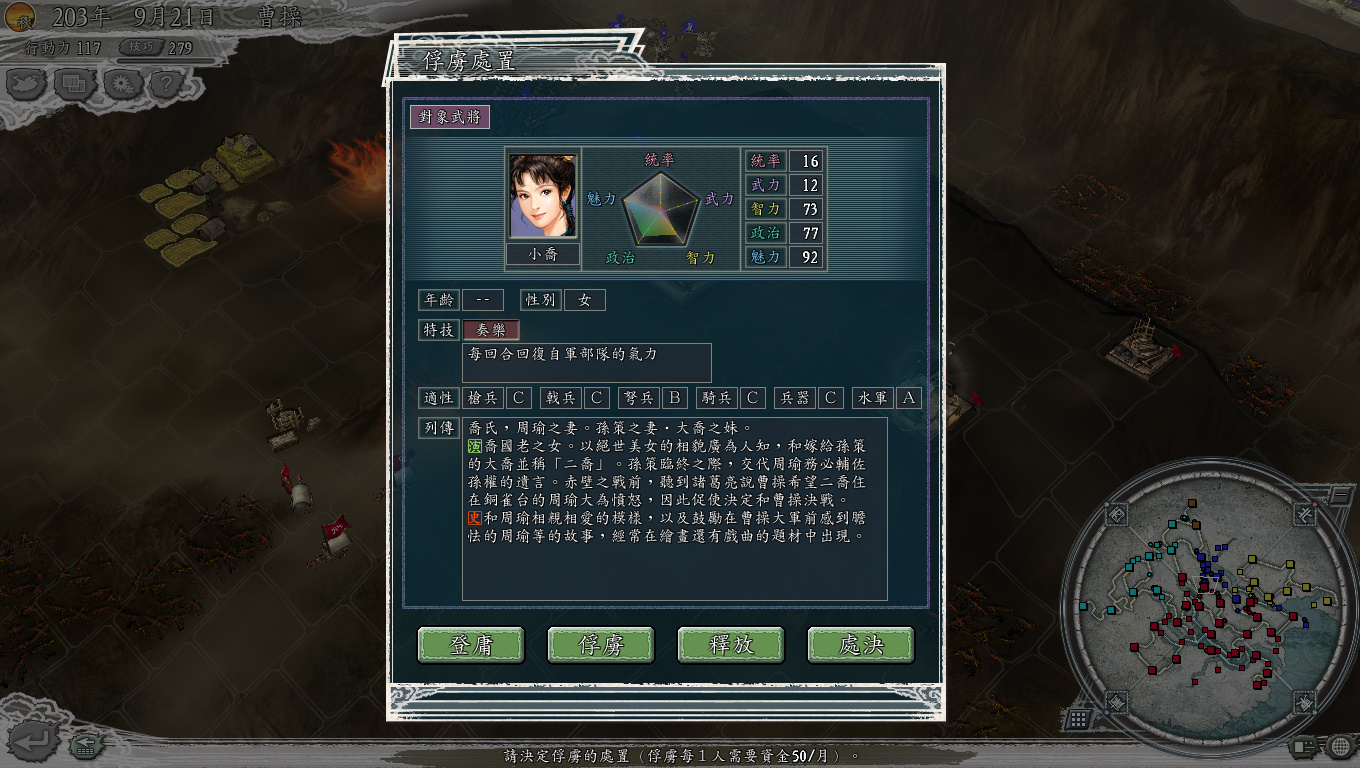 203年 9月21日 曹操
行動力 117 技巧 279
俘虜處置
對象武將
小喬
統率
武力
智力
政治
魅力
統率 16
武力 12
智力 73
政治 77
魅力 92
年齡 -- 性別 女
特技 奏樂
每回合回復自軍部隊的氣力
適性 槍兵 C 戟兵 C 弩兵 B 騎兵 C 兵器 C 水軍 A
列傳 喬氏，周瑜之妻。孫策之妻・大喬之妹。
演喬國老之女。以絕世美女的相貌廣為人知，和嫁給孫策
的大喬並稱「二喬」。孫策臨終之際，交代周瑜務必輔佐
孫權的遺言。赤壁之戰前，聽到諸葛亮說曹操希望二喬住
在銅雀台的周瑜大為憤怒，因此促使決定和曹操決戰。
史和周瑜相親相愛的模樣，以及鼓勵在曹操大軍前感到膽
怯的周瑜等的故事，經常在繪畫還有戲曲的題材中出現。
登庸 俘虜 釋放 處決
請決定俘虜的處置（俘虜每1人需要資金50/月）。